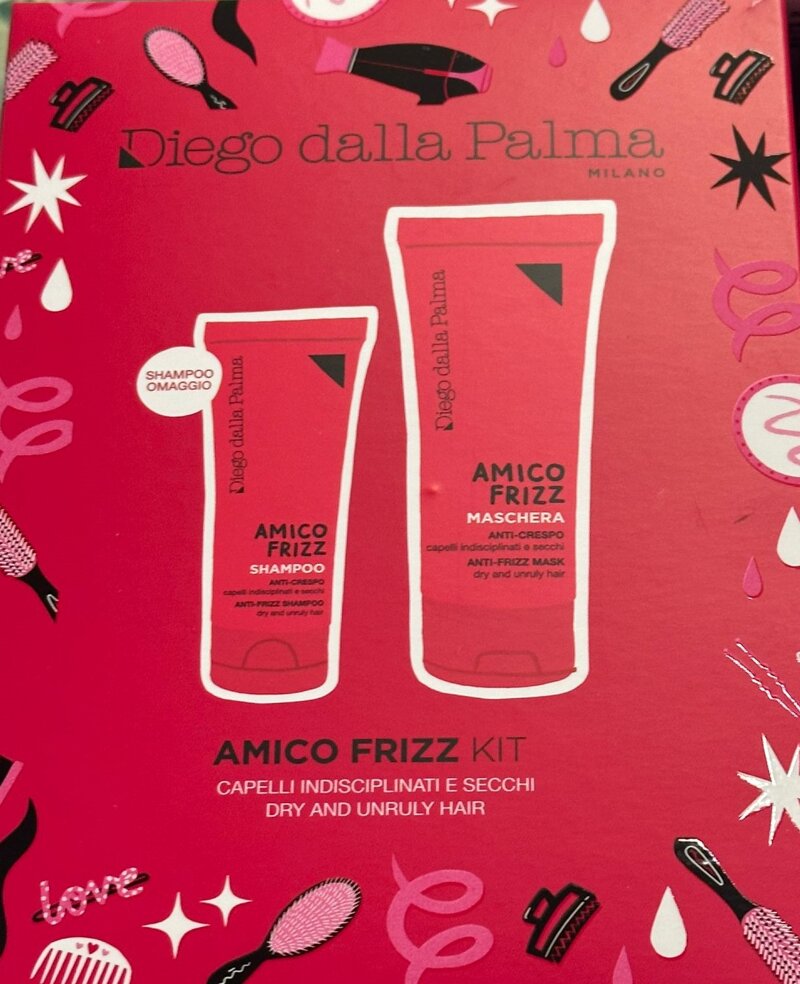 Diego dalla Palma
MILANO
SHAMPOO
OMAGGIO
Diego dalla Palma
AMICO
FRIZZ
SHAMPOO
ANTI-CRESPO
capelli indisciplinati e secchi
ANTI-FRIZZ SHAMPOO
dry and unruly hair
Diego dalla Palma
AMICO
FRIZZ
MASCHERA
ANTI-CRESPO
capelli indisciplinati e secchi
ANTI-FRIZZ MASK
dry and unruly hair
AMICO FRIZZ KIT
CAPELLI INDISCIPLINATI E SECCHI
DRY AND UNRULY HAIR
love